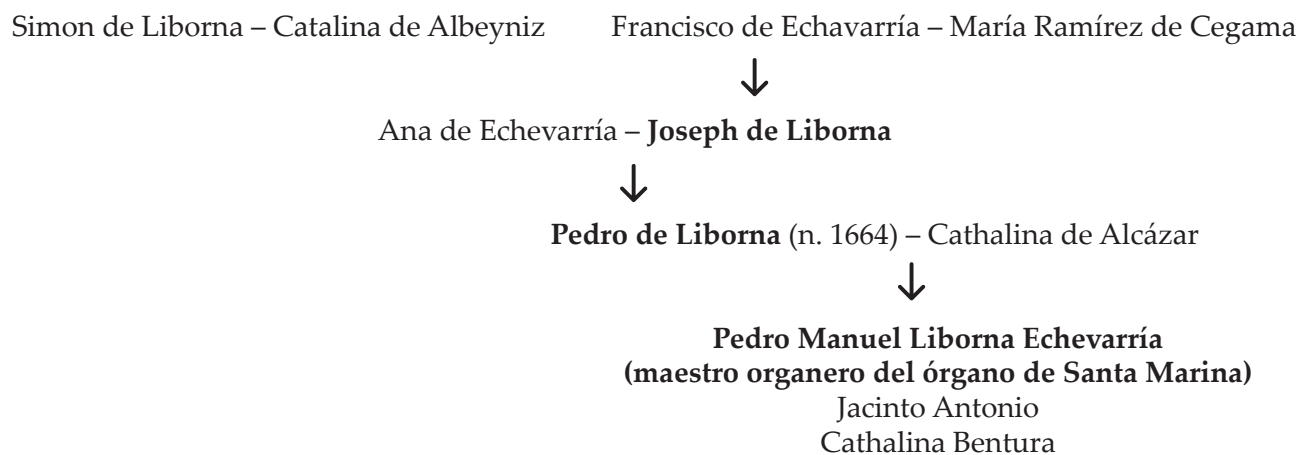 Simon de Liborna – Catalina de Albeyniz Francisco de Echavarría – María Ramírez de Cegama
Ana de Echevarría – Joseph de Liborna
Pedro de Liborna (n. 1664) – Cathalina de Alcázar
Pedro Manuel Liborna Echevarría
(maestro organero del órgano de Santa Marina)
Jacinto Antonio
Cathalina Bentura